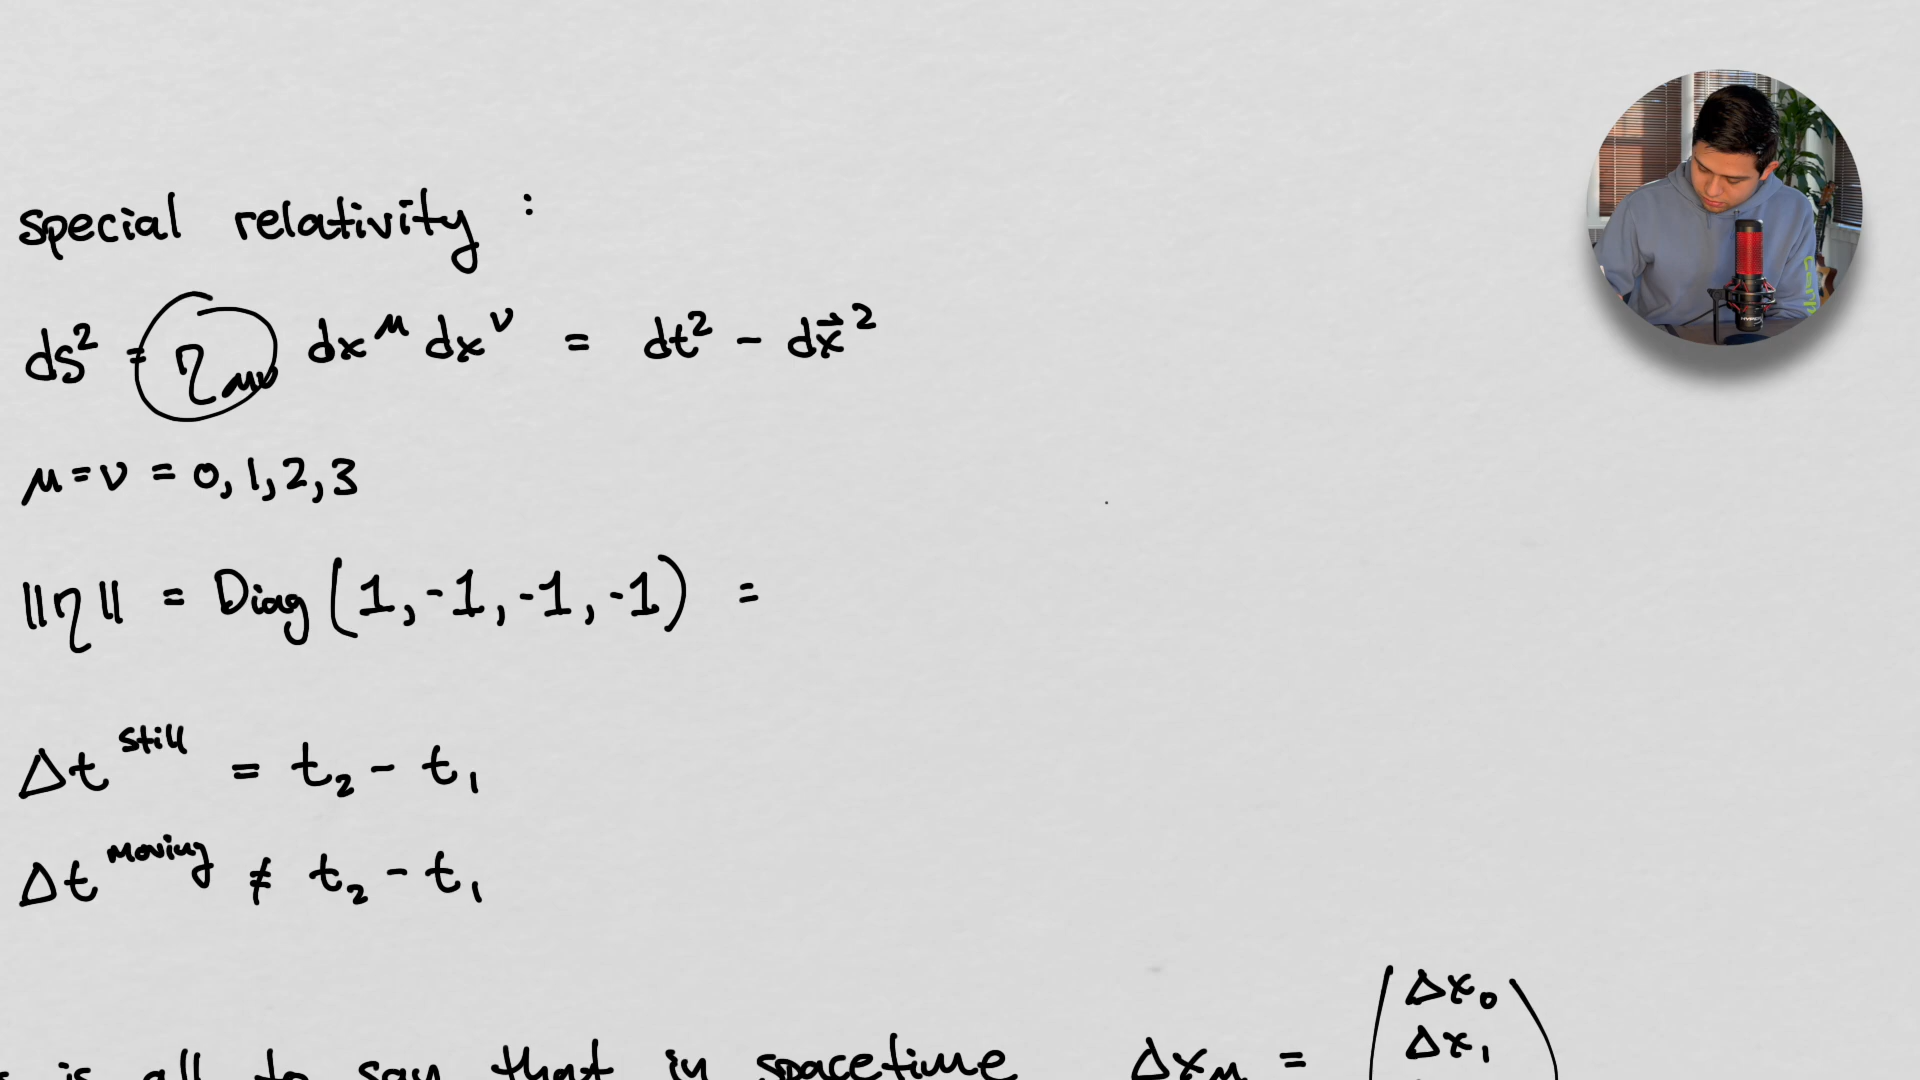 special relativity :
ds² = η_μν dx^μ dx^ν = dt² - dx⃗²
μ = ν = 0, 1, 2, 3
||η|| = Diag (1, -1, -1, -1) =
Δt^still = t₂ - t₁
Δt^moving ≠ t₂ - t₁
Δx₀
Δx₁
is all to say that in spacetime Δx_μ =